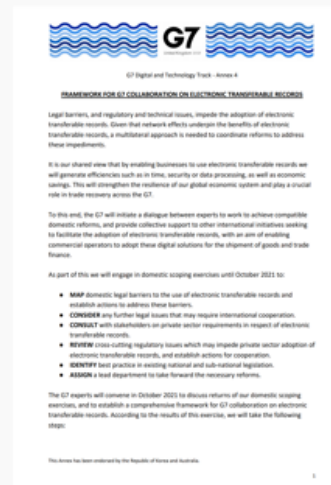 G7
United Kingdom 2021
G7 Digital and Technology Track - Annex 4
FRAMEWORK FOR G7 COLLABORATION ON ELECTRONIC TRANSFERABLE RECORDS
Legal barriers, and regulatory and technical issues, impede the adoption of electronic
transferable records. Given that network effects underpin the benefits of electronic
transferable records, a multilateral approach is needed to coordinate reforms to address
these impediments.
It is our shared view that by enabling businesses to use electronic transferable records we
will generate efficiencies such as in time, security or data processing, as well as economic
savings. This will strengthen the resilience of our global economic system and play a crucial
role in trade recovery across the G7.
To this end, the G7 will initiate a dialogue between experts to work to achieve compatible
domestic reforms, and provide collective support to other international initiatives seeking
to facilitate the adoption of electronic transferable records, with an aim of enabling
commercial operators to adopt these digital solutions for the shipment of goods and trade
finance.
As part of this we will engage in domestic scoping exercises until October 2021 to:
● MAP domestic legal barriers to the use of electronic transferable records and
establish actions to address these barriers.
● CONSIDER any further legal issues that may require international cooperation.
● CONSULT with stakeholders on private sector requirements in respect of electronic
transferable records.
● REVIEW cross-cutting regulatory issues which may impede private sector adoption of
electronic transferable records, and establish actions for cooperation.
● IDENTIFY best practice in existing national and sub-national legislation.
● ASSIGN a lead department to take forward the necessary reforms.
The G7 experts will convene in October 2021 to discuss returns of our domestic scoping
exercises, and to establish a comprehensive framework for G7 collaboration on electronic
transferable records. According to the results of this exercise, we will take the following
steps:
This Annex has been endorsed by the Republic of Korea and Australia.
1